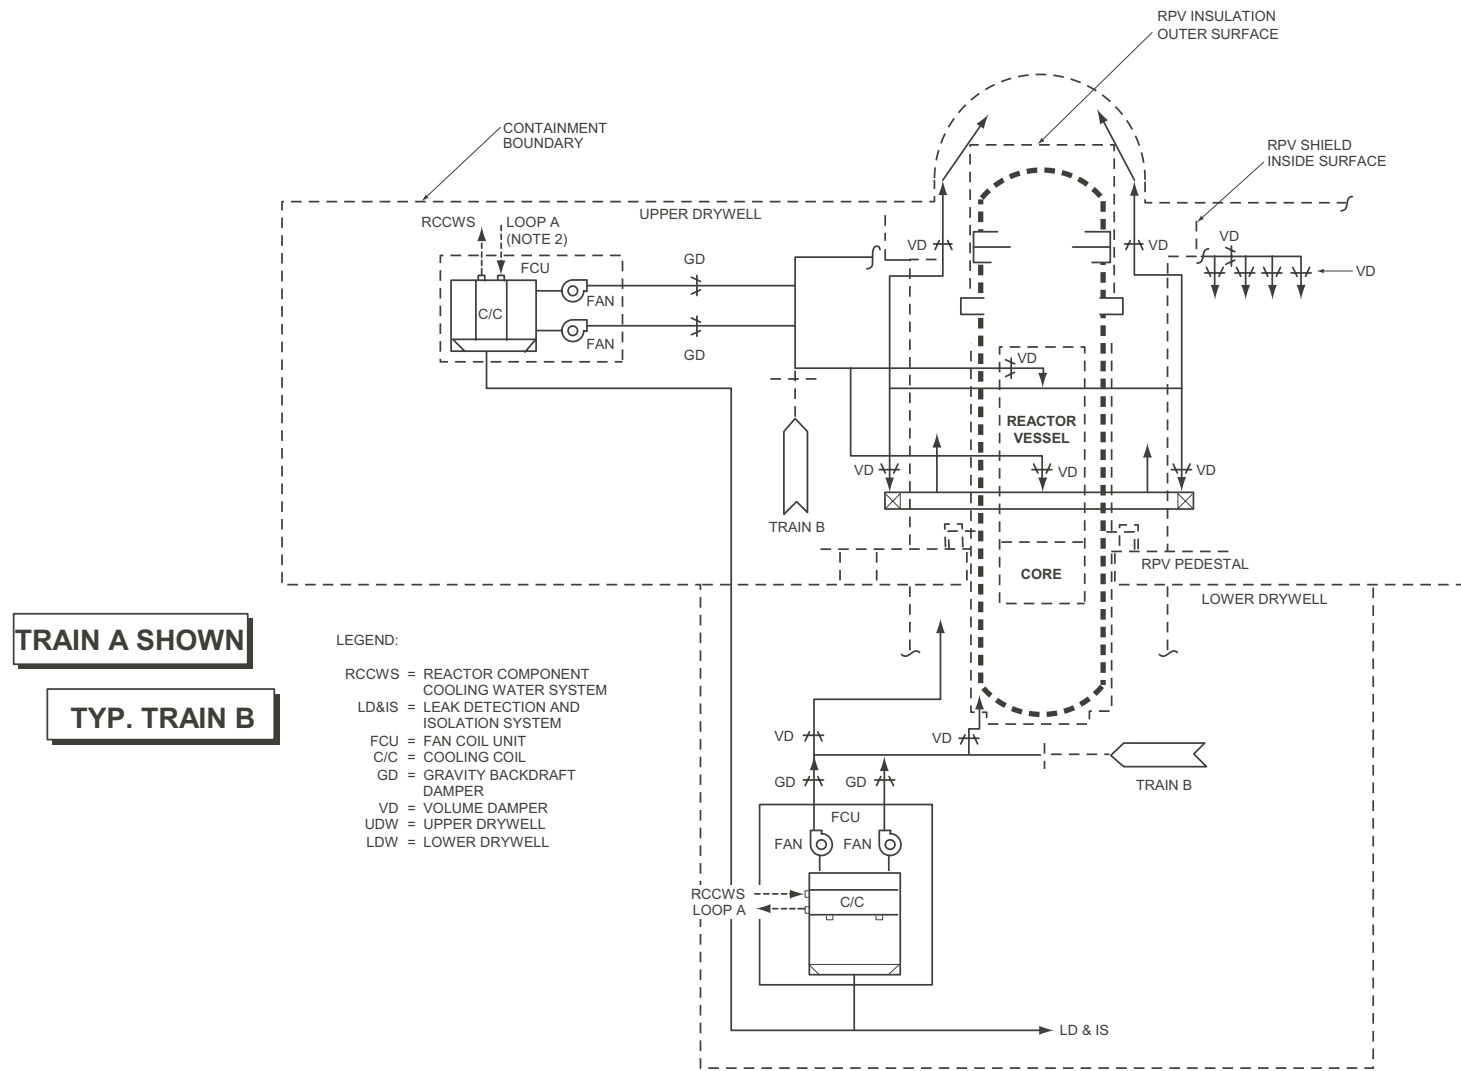 RPV INSULATION
OUTER SURFACE
CONTAINMENT
BOUNDARY
RPV SHIELD
INSIDE SURFACE
UPPER DRYWELL
RCCWS
LOOP A
(NOTE 2)
VD
VD
VD
VD
FCU
GD
FAN
C/C
FAN
GD
VD
REACTOR
VESSEL
VD
VD
VD
TRAIN B
CORE
RPV PEDESTAL
LOWER DRYWELL
TRAIN A SHOWN
TYP. TRAIN B
LEGEND:
RCCWS = REACTOR COMPONENT
COOLING WATER SYSTEM
LD&IS = LEAK DETECTION AND
ISOLATION SYSTEM
FCU = FAN COIL UNIT
C/C = COOLING COIL
GD = GRAVITY BACKDRAFT
DAMPER
VD = VOLUME DAMPER
UDW = UPPER DRYWELL
LDW = LOWER DRYWELL
VD
VD
TRAIN B
GD
GD
FCU
FAN
FAN
RCCWS
LOOP A
C/C
LD & IS